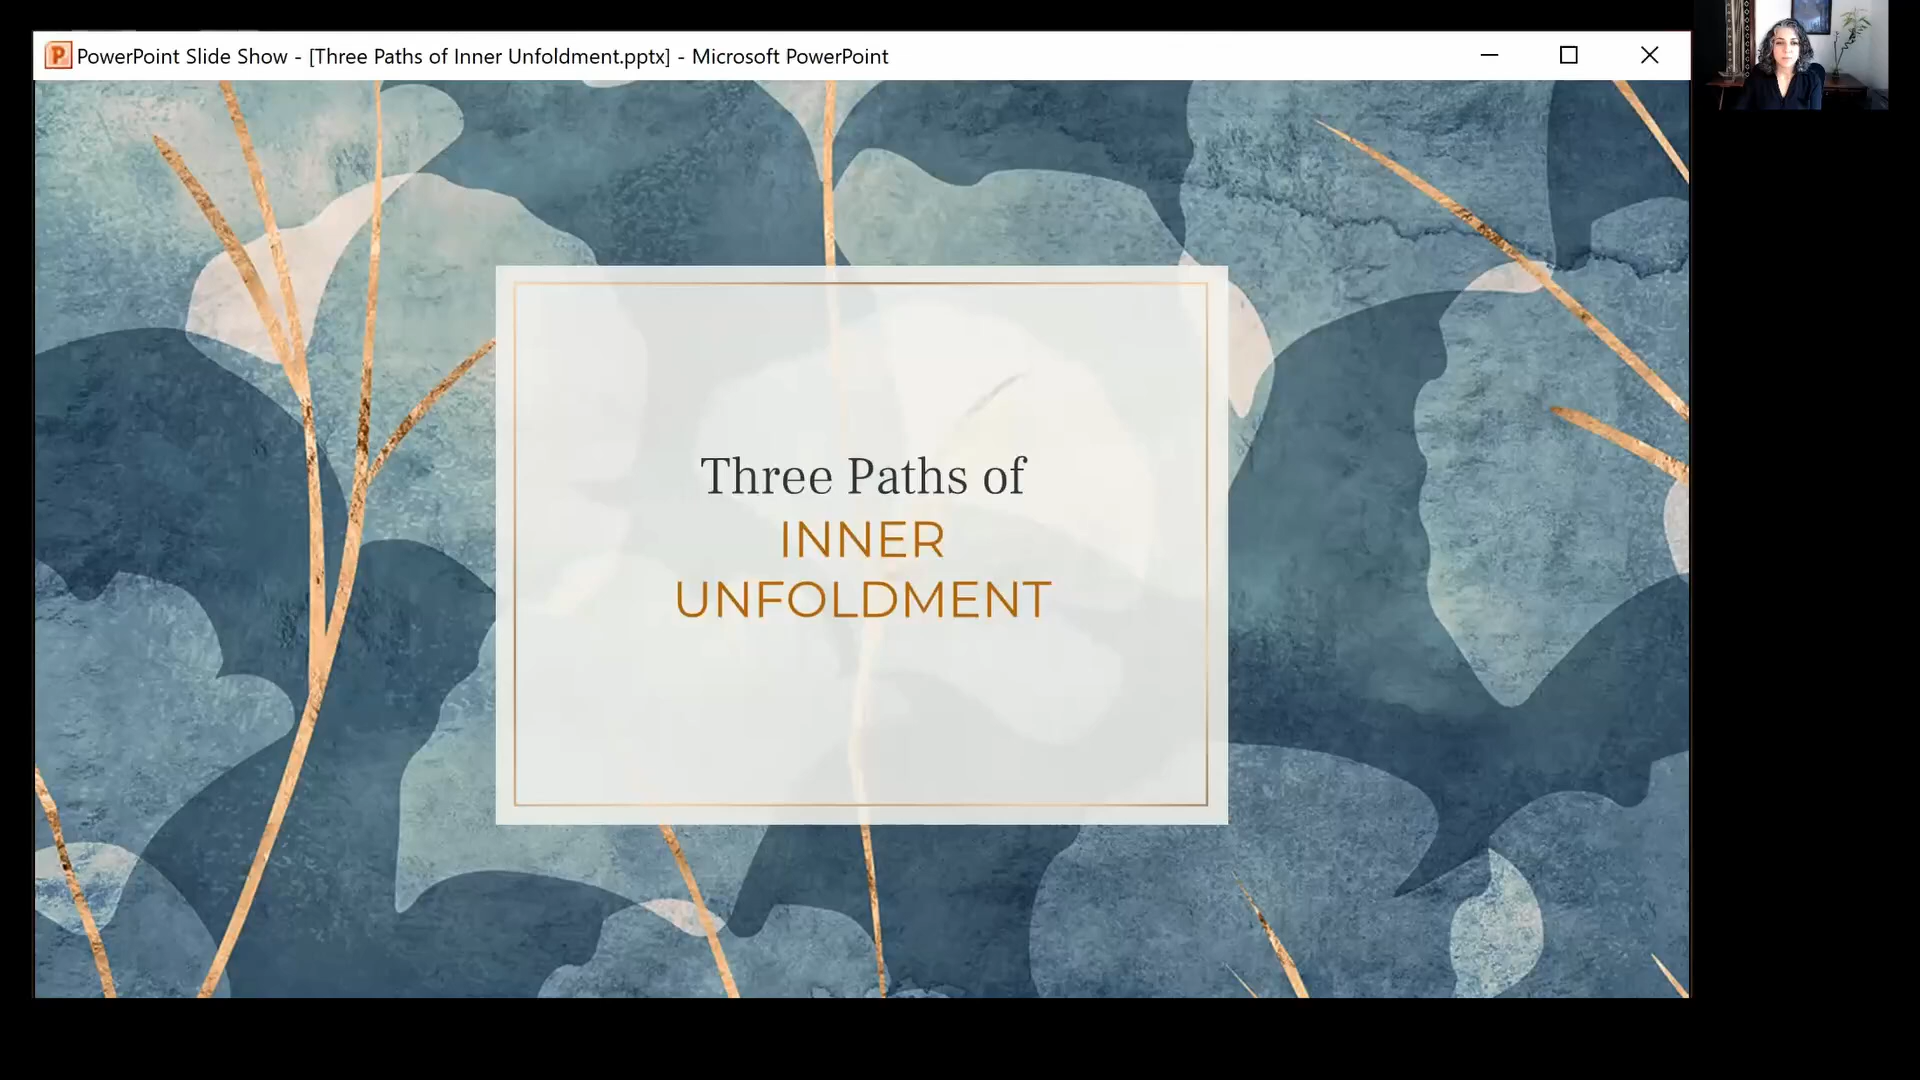 PowerPoint Slide Show - [Three Paths of Inner Unfoldment.pptx] - Microsoft PowerPoint
Three Paths of
INNER
UNFOLDMENT